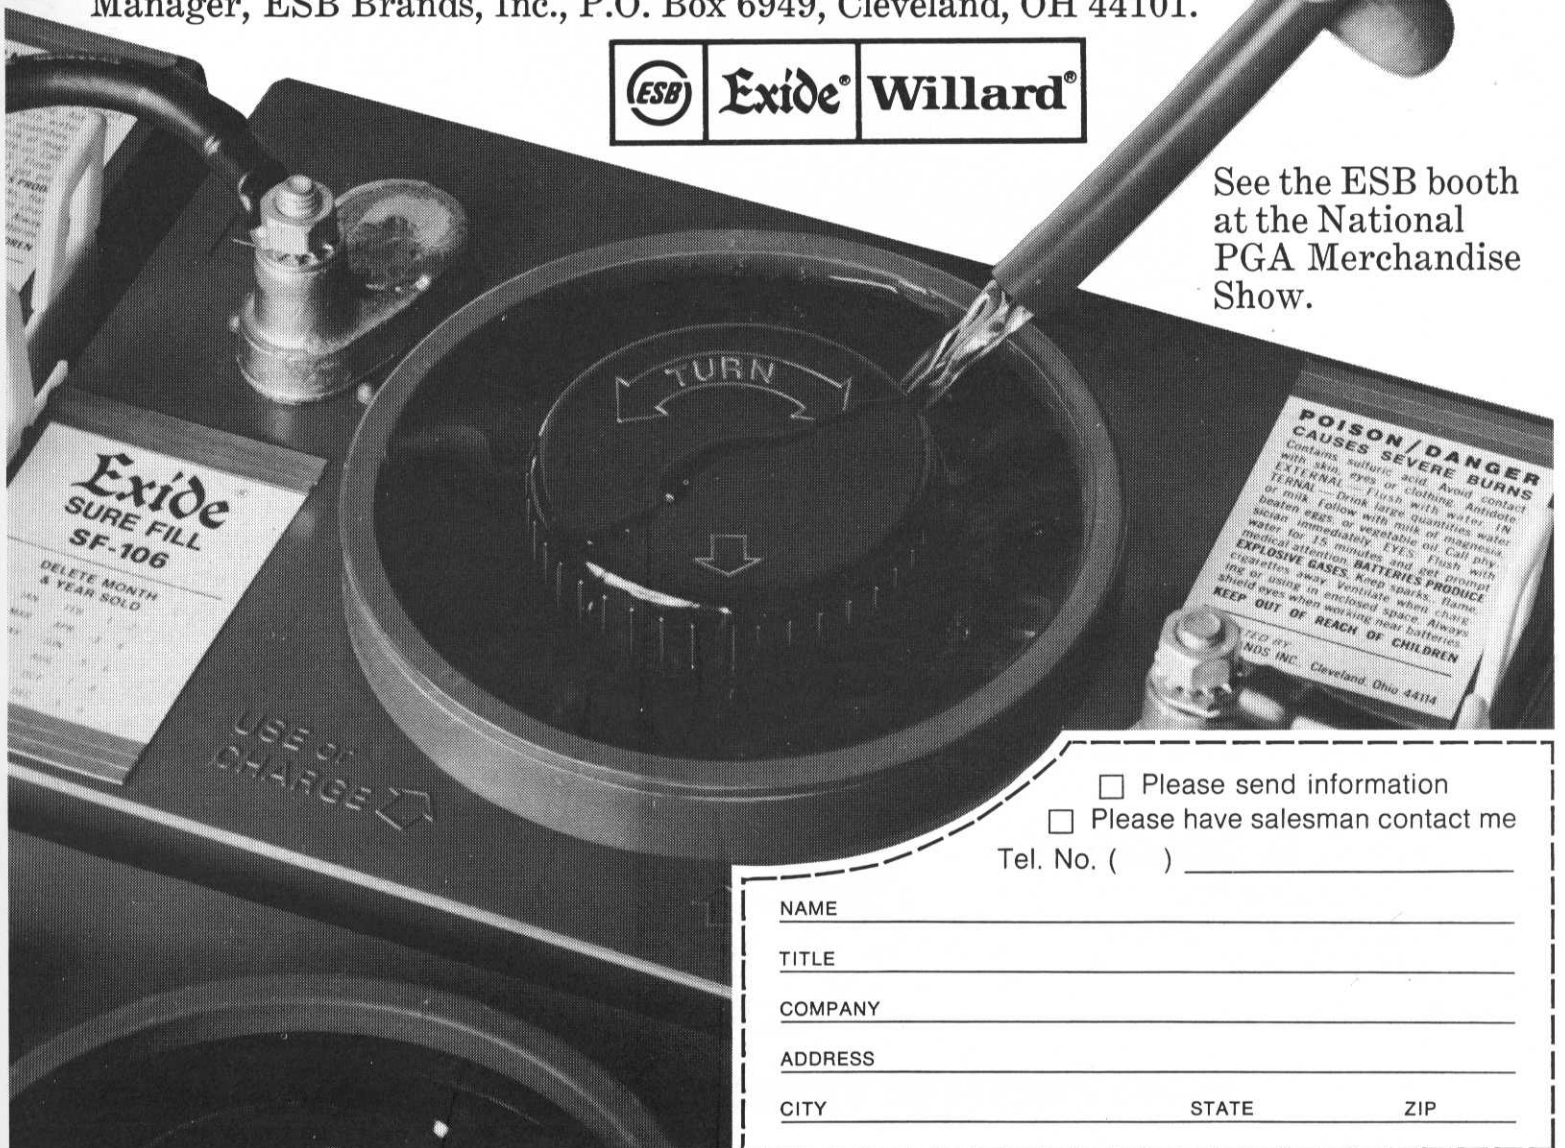 Manager, ESB Brands, Inc., P.O. Box 6949, Cleveland, OH 44101.
ESB Exide® Willard®
See the ESB booth
at the National
PGA Merchandise
Show.
TURN
Exide
SURE FILL
SF-106
DELETE MONTH
& YEAR SOLD
USE or
CHARGE
POISON/DANGER
CAUSES SEVERE BURNS
Contains sulfuric acid. Avoid contact
with skin, eyes or clothing. Antidote
EXTERNAL—Flush with water. IN
TERNAL—Drink large quantities water
or milk. Follow with milk of magnesia,
beaten eggs, or vegetable oil. Call phy
sician immediately. EYES Flush with
water for 15 minutes and get prompt
medical attention. BATTERIES PRODUCE
EXPLOSIVE GASES. Keep sparks, flame,
cigarettes away. Ventilate when charg
ing or using in enclosed space. Always
shield eyes when working near batteries.
KEEP OUT OF REACH OF CHILDREN
TED BY
NDS INC. Cleveland, Ohio 44114
Please send information
Please have salesman contact me
Tel. No. ( )
NAME
TITLE
COMPANY
ADDRESS
CITY STATE ZIP